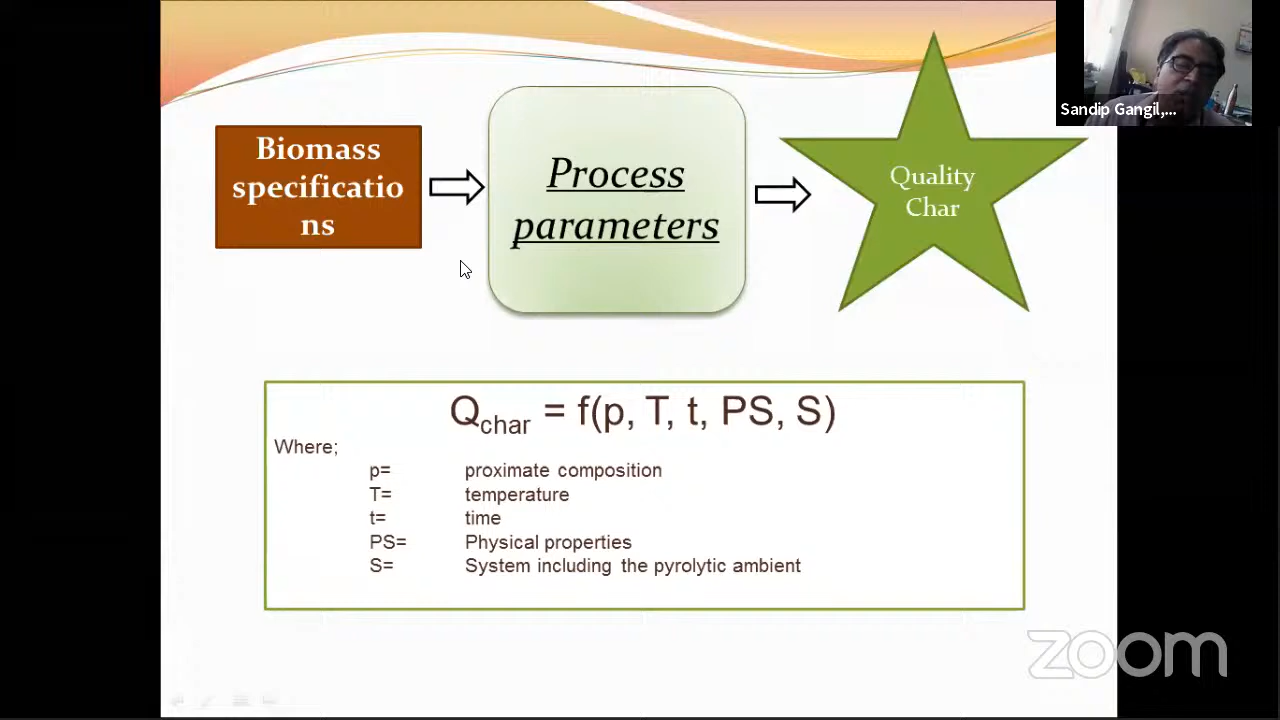 Sandip Gangil,...
Biomass
specificatio
ns
Process
parameters
Quality
Char
Qchar = f(p, T, t, PS, S)
Where;
p= proximate composition
T= temperature
t= time
PS= Physical properties
S= System including the pyrolytic ambient
zoom